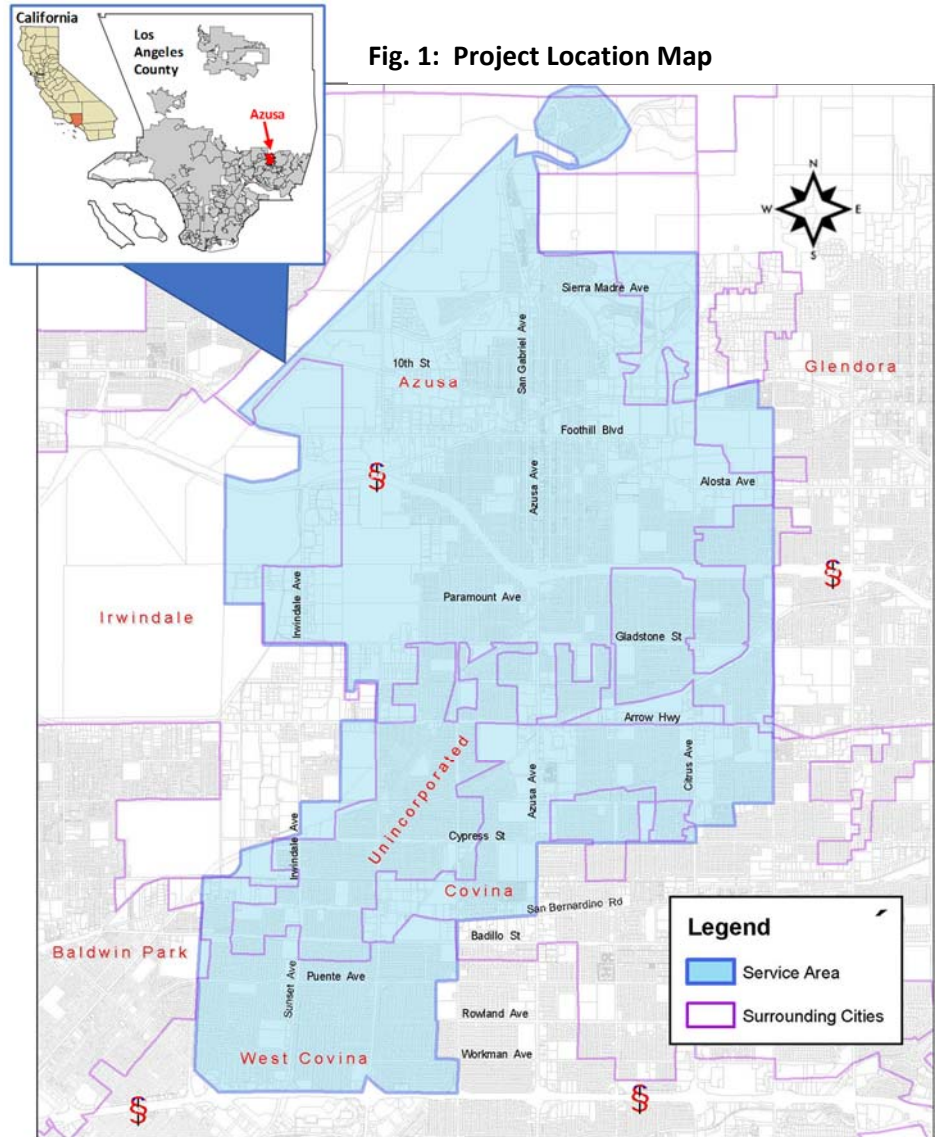 Fig. 1: Project Location Map
California
Los
Angeles
County
Azusa
N
W
E
S
Sierra Madre Ave
San Gabriel Ave
10th St
Azusa
Glendora
Foothill Blvd
Azusa Ave
Alosta Ave
§
§
Irwindale
Irwindale Ave
Paramount Ave
Gladstone St
Arrow Hwy
Unincorporated
Azusa Ave
Citrus Ave
Irwindale Ave
Cypress St
Covina
San Bernardino Rd
Badillo St
Baldwin Park
Sunset Ave
Puente Ave
Rowland Ave
West Covina
Workman Ave
§
§
Legend
Service Area
Surrounding Cities